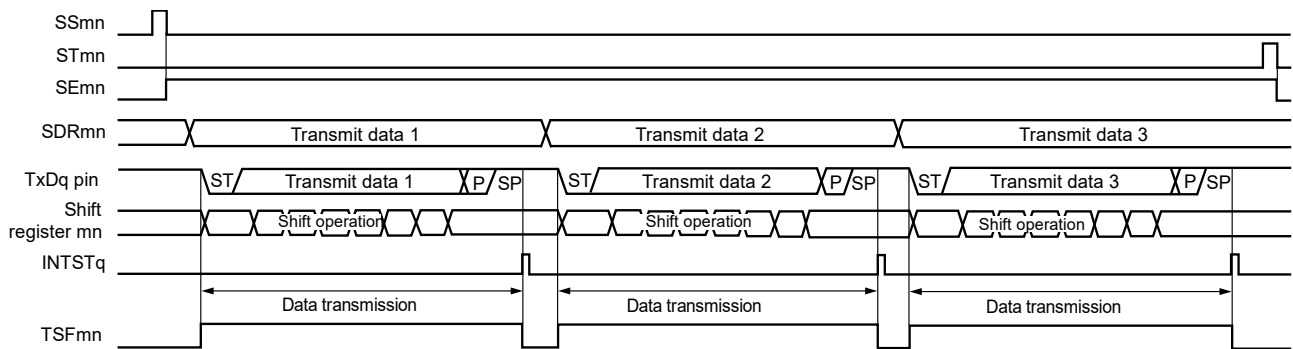 SSmn
STmn
SEmn
SDRmn Transmit data 1 Transmit data 2 Transmit data 3
TxDq pin ST Transmit data 1 P SP ST Transmit data 2 P SP ST Transmit data 3 P SP
Shift
register mn Shift operation Shift operation Shift operation
INTSTq
Data transmission Data transmission Data transmission
TSFmn